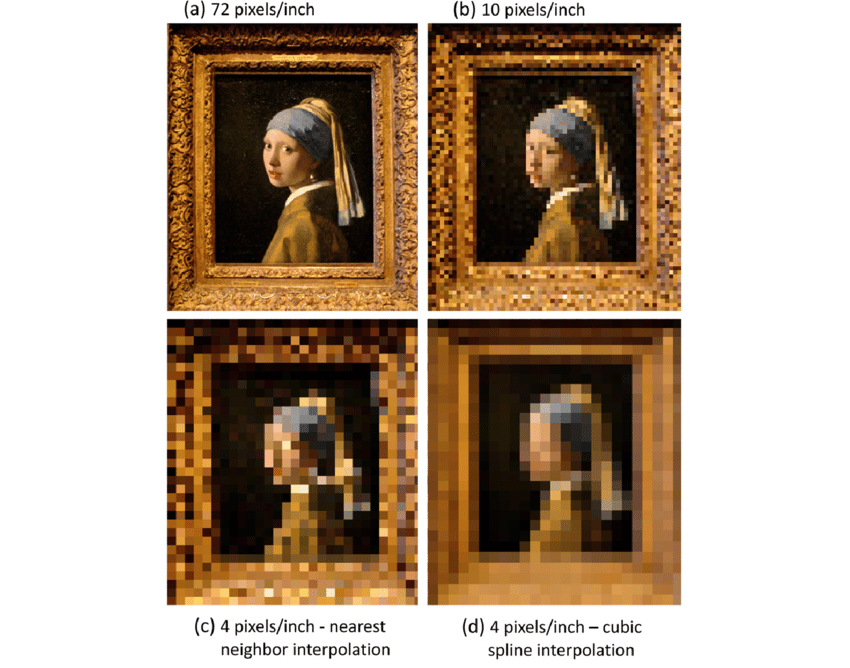 (a) 72 pixels/inch
(b) 10 pixels/inch
(c) 4 pixels/inch - nearest
neighbor interpolation
(d) 4 pixels/inch – cubic
spline interpolation